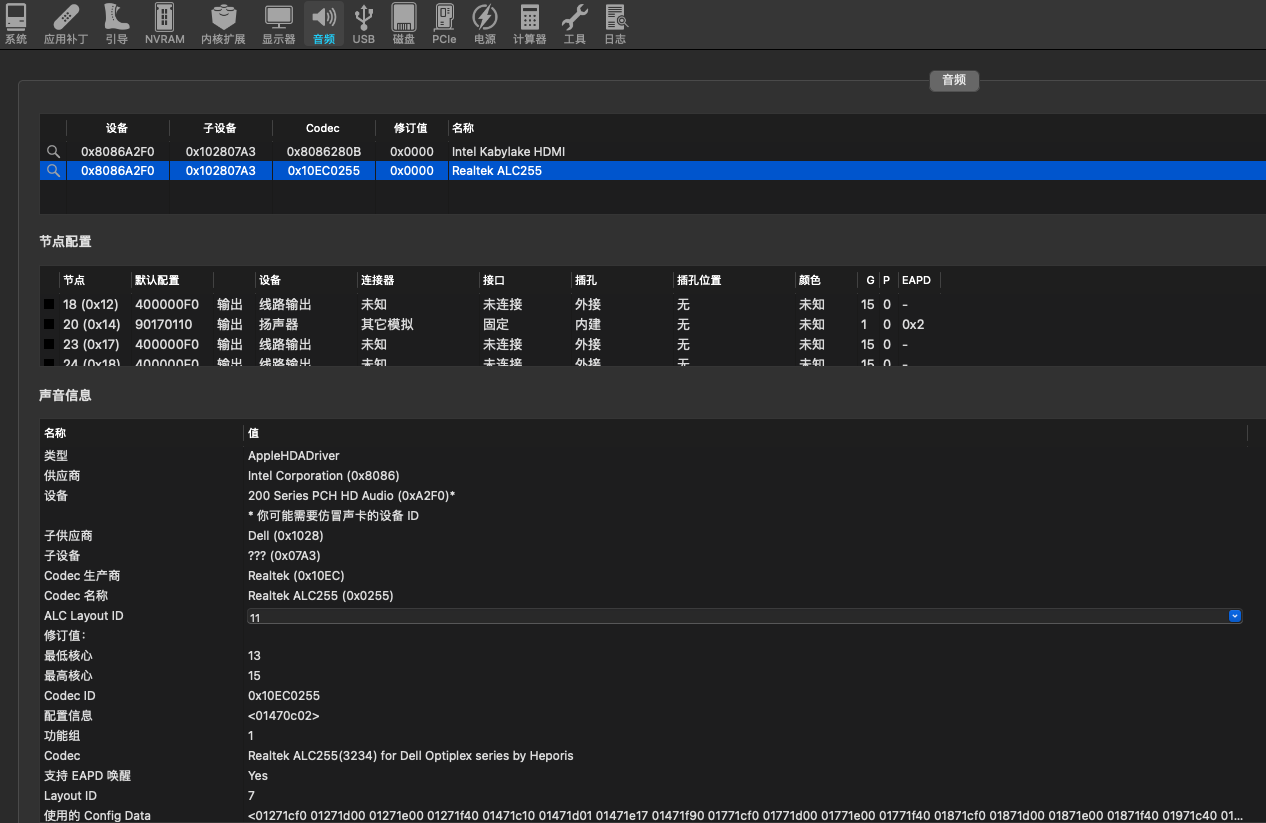 系统 应用补丁 引导 NVRAM 内核扩展 显示器 音频 USB 磁盘 PCIe 电源 计算器 工具 日志
音频
设备 子设备 Codec 修订值 名称
0x8086A2F0 0x102807A3 0x8086280B 0x0000 Intel Kabylake HDMI
0x8086A2F0 0x102807A3 0x10EC0255 0x0000 Realtek ALC255
节点配置
节点 默认配置 设备 连接器 接口 插孔 插孔位置 颜色 G P EAPD
18 (0x12) 400000F0 输出 线路输出 未知 未连接 外接 无 未知 15 0 -
20 (0x14) 90170110 输出 扬声器 其它模拟 固定 内建 无 未知 1 0 0x2
23 (0x17) 400000F0 输出 线路输出 未知 未连接 外接 无 未知 15 0 -
24 (0x18) 400000F0 输出 线路输出 未知 未连接 外接 无 未知 15 0 -
声音信息
名称 值
类型 AppleHDADriver
供应商 Intel Corporation (0x8086)
设备 200 Series PCH HD Audio (0xA2F0)*
* 你可能需要仿冒声卡的设备 ID
子供应商 Dell (0x1028)
子设备 ??? (0x07A3)
Codec 生产商 Realtek (0x10EC)
Codec 名称 Realtek ALC255 (0x0255)
ALC Layout ID 11
修订值：
最低核心 13
最高核心 15
Codec ID 0x10EC0255
配置信息 <01470c02>
功能组 1
Codec Realtek ALC255(3234) for Dell Optiplex series by Heporis
支持 EAPD 唤醒 Yes
Layout ID 7
使用的 Config Data <01271cf0 01271d00 01271e00 01271f40 01471c10 01471d01 01471e17 01471f90 01771cf0 01771d00 01771e00 01771f40 01871cf0 01871d00 01871e00 01871f40 01971c40 01...